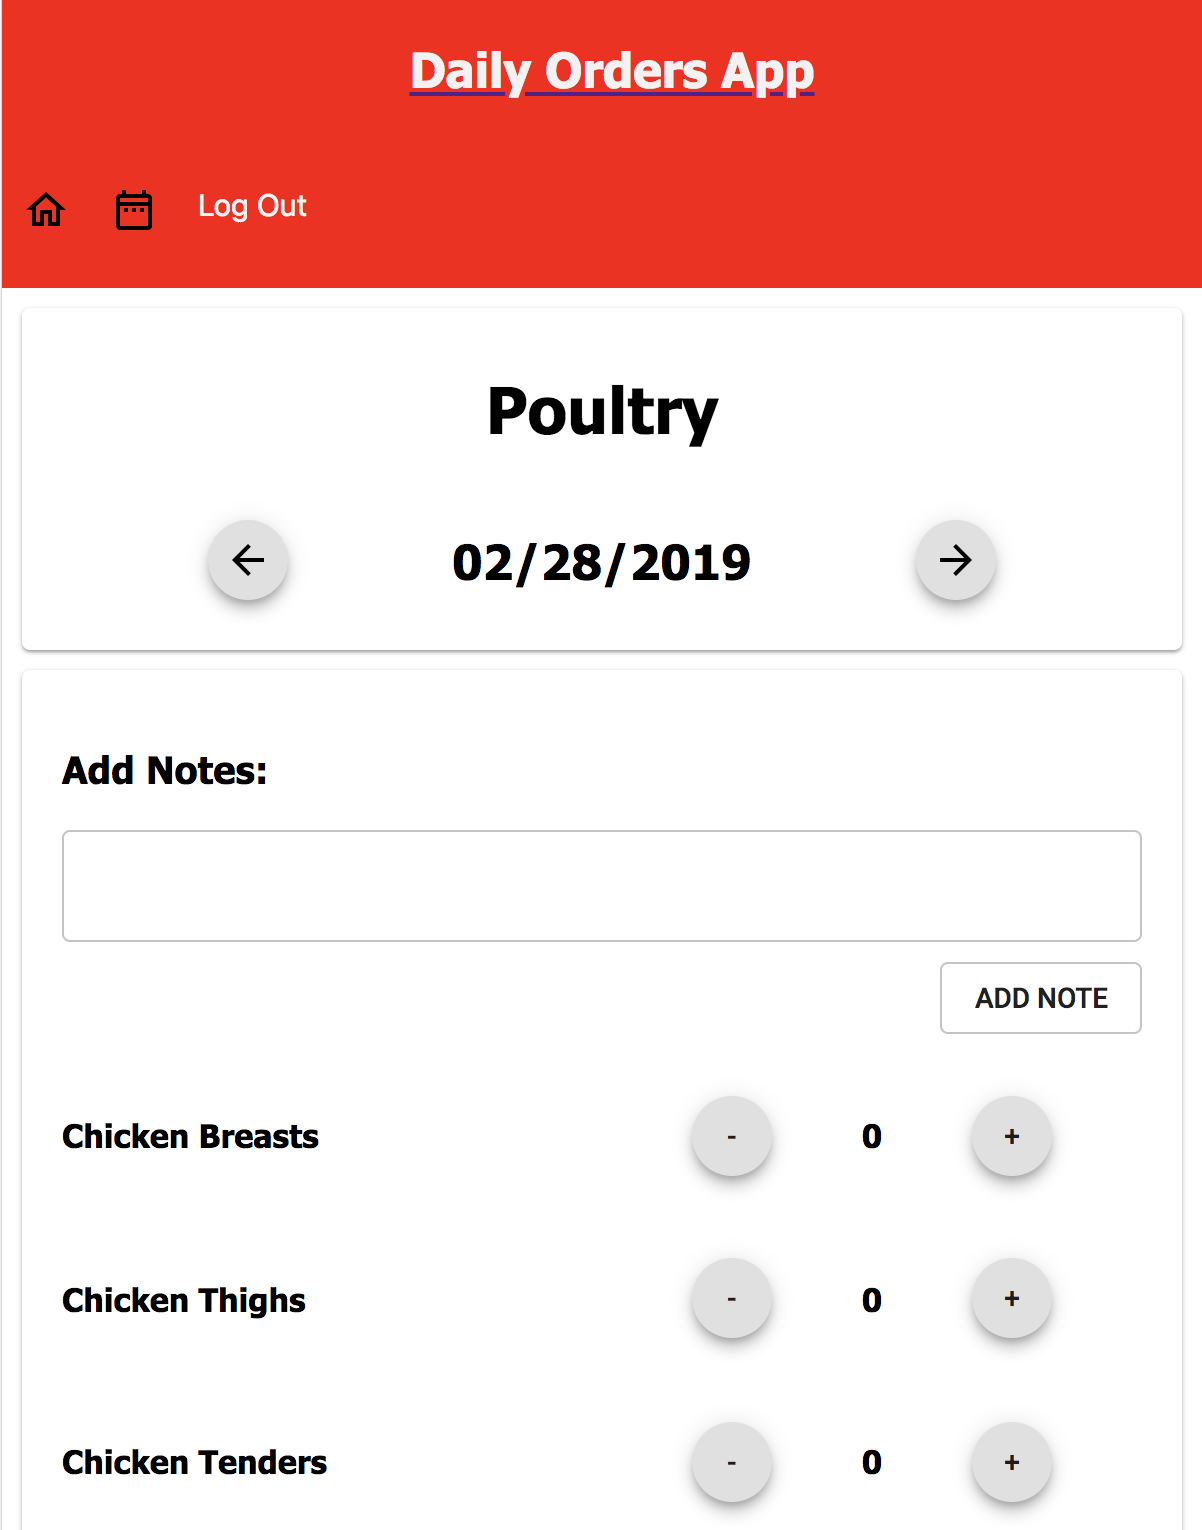 Daily Orders App
Log Out
Poultry
02/28/2019
Add Notes:
ADD NOTE
Chicken Breasts - 0 +
Chicken Thighs - 0 +
Chicken Tenders - 0 +